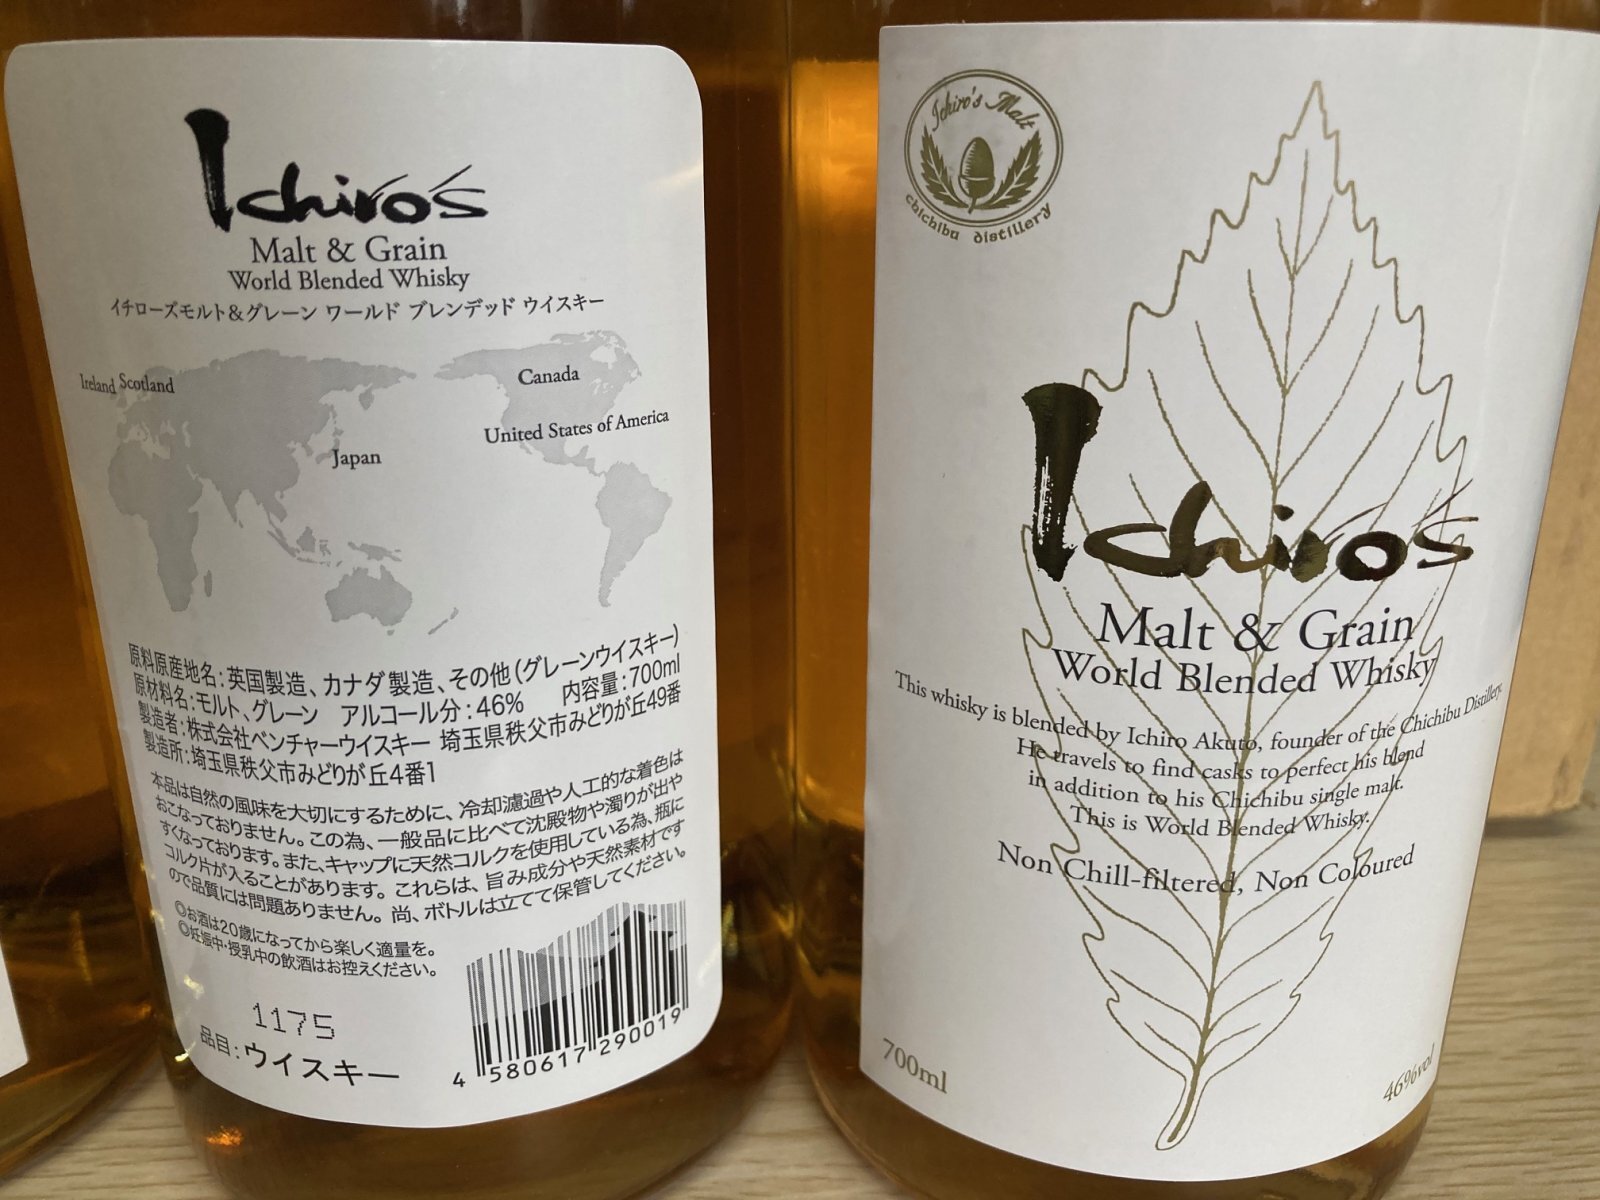 Ichiro's
Malt & Grain
World Blended Whisky
イチローズモルト&グレーン ワールド ブレンデッド ウイスキー
Ireland Scotland
Canada
United States of America
Japan
原料原産地名:英国製造、カナダ製造、その他(グレーンウイスキー)
原材料名:モルト、グレーン アルコール分:46% 内容量:700ml
製造者:株式会社ベンチャーウイスキー 埼玉県秩父市みどりが丘49番
製造所:埼玉県秩父市みどりが丘4番1
本品は自然の風味を大切にするために、冷却濾過や人工的な着色は
おこなっておりません。この為、一般品に比べて沈殿物や濁りが出や
すくなっております。また、キャップに天然コルクを使用している為、瓶に
コルク片が入ることがあります。これらは、旨み成分や天然素材です
ので品質には問題ありません。尚、ボトルは立てて保管してください。
◎お酒は20歳になってから楽しく適量を。
◎妊娠中・授乳中の飲酒はお控えください。
1175
品目:ウイスキー
4 580617 290019
Ichiro's Malt
chichibu distillery
Ichiro's
Malt & Grain
World Blended Whisky
This whisky is blended by Ichiro Akuto, founder of the Chichibu Distillery.
He travels to find casks to perfect his blend
in addition to his Chichibu single malt.
This is World Blended Whisky.
Non Chill-filtered, Non Coloured
700ml
46%vol